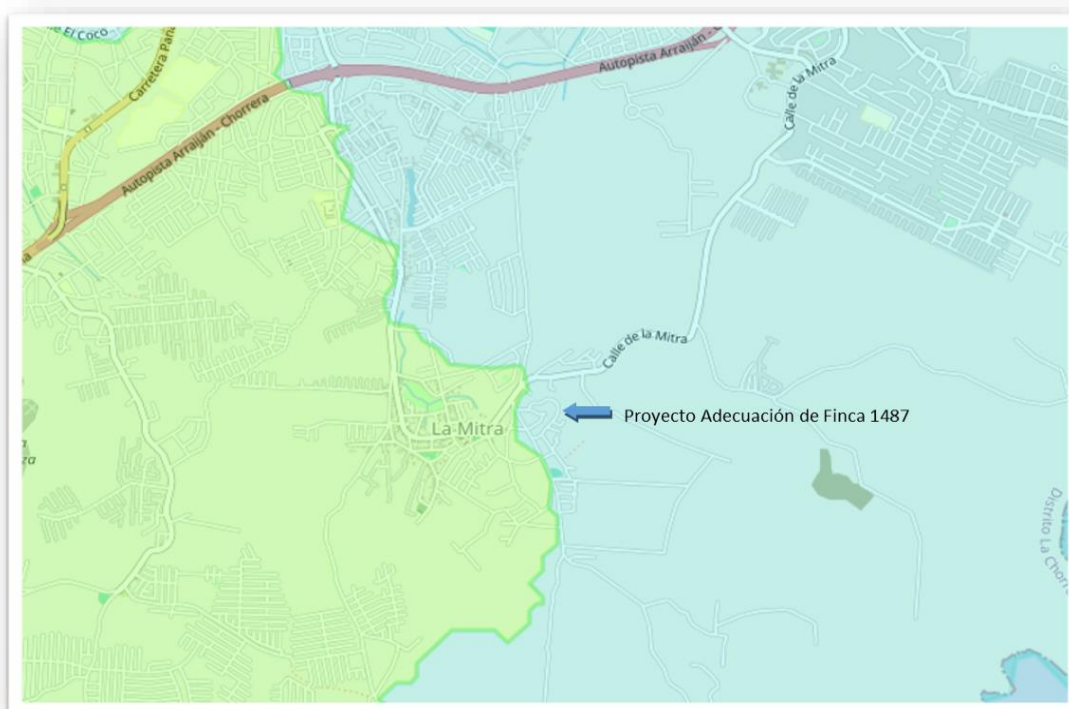 El Coco
Carretera Pana
Autopista Arraiján - C
Calle de la Mitra
Autopista Arraiján - Chorrera
Calle de la Mitra
Proyecto Adecuación de Finca 1487
La Mitra
za
Distrito La Chorr